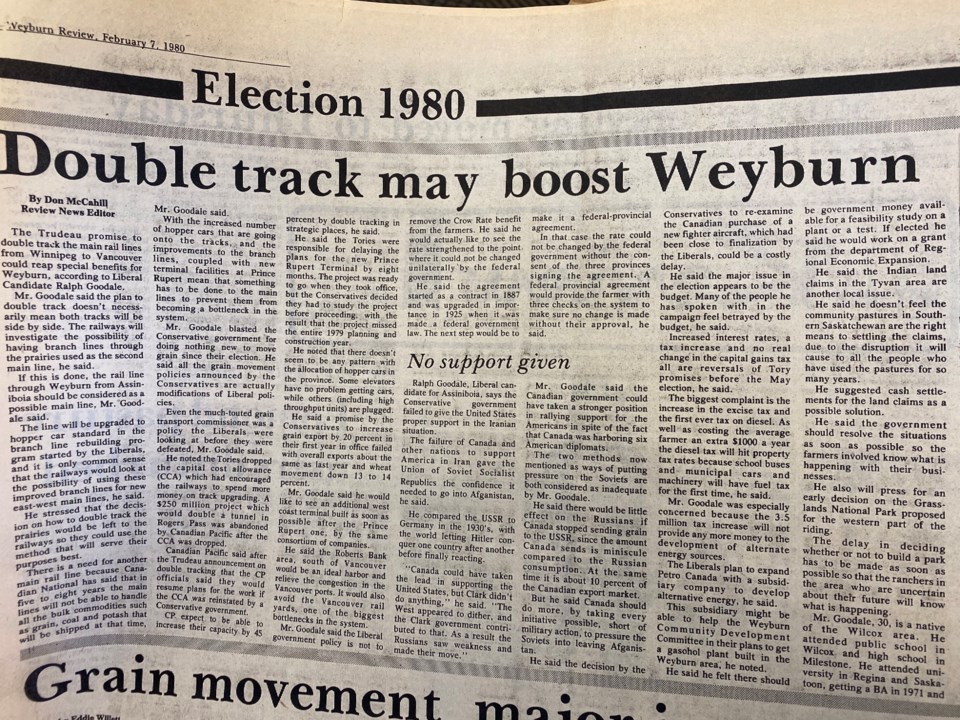 Weyburn Review, February 7, 1980
Election 1980
Double track may boost Weyburn
By Don McCahill
Review News Editor
The Trudeau promise to
double track the main rail lines
from Winnipeg to Vancouver
could reap special benefits for
Weyburn, according to Liberal
Candidate Ralph Goodale.
Mr. Goodale said the plan to
double track doesn't neces-
arily mean both tracks will be
side by side. The railways will
investigate the possibility of
having branch lines through
the prairies used as the second
main line, he said.
If this is done, the rail line
through Weyburn from Assin-
iboia should be considered as a
possible main line, Mr. Good-
ale said.
The line will be upgraded to
hopper car standard in the
branch line rebuilding pro-
gram started by the Liberals,
and it is only common sense
that the railways would look at
the possibility of using these
improved branch lines for new
east-west main lines, he said.
He stressed that the decis-
ion on how to double track the
prairies would be left to the
railways so they could use the
method that will serve their
purposes best.
There is a need for another
main rail line because Cana-
dian National has said that in
five to eight years the main
lines will not be able to handle
all the bulk commodities such
as grain, coal and potash that
will be shipped at that time,
Mr. Goodale said.
With the increased number
of hopper cars that are going
onto the tracks, and the
improvements to the branch
lines, coupled with new
terminal facilities at Prince
Rupert mean that something
has to be done to the main
lines to prevent them from
becoming a bottleneck in the
system.
Mr. Goodale blasted the
Conservative government for
doing nothing new to move
grain since their election. He
said all the grain movement
policies announced by the
Conservatives are actually
modifications of Liberal poli-
cies.
Even the much-touted grain
transport commissioner was a
policy the Liberals were
looking at before they were
defeated, Mr. Goodale said.
He noted the Tories dropped
the capital cost allowance
(CCA) which had encouraged
the railways to spend more
money on track upgrading. A
$250 million project which
would double a tunnel in
Rogers Pass was abandoned
by Canadian Pacific after the
CCA was dropped.
Canadian Pacific said after
the Trudeau announcement on
double tracking that the CP
officials said they would
resume plans for the work if
the CCA was reinstated by a
Conservative government.
CP expect to be able to
increase their capacity by 45
percent by double tracking in
strategic places, he said.
He said the Tories were
responsible for delaying the
plans for the new Prince
Rupert Terminal by eight
months. The project was ready
to go when they took office,
but the Conservatives decided
they had to study the project
before proceeding, with the
result that the project missed
the entire 1979 planning and
construction year.
He noted that there doesn't
seem to be any pattern with
the allocation of hopper cars in
the province. Some elevators
have no problem getting cars,
while others (including high
throughput units) are plugged.
He said a promise by the
Conservatives to increase
grain export by 20 percent in
their first year in office failed
with overall exports about the
same as last year and wheat
movement down 13 to 14
percent.
Mr. Goodale said he would
like to see an additional west
coast terminal built as soon as
possible after the Prince
Rupert one, by the same
consortium of companies.
He said the Roberts Bank
area, south of Vancouver
would be an ideal harbor and
relieve the congestion in the
Vancouver ports. It would also
avoid the Vancouver rail
yards, one of the biggest
bottlenecks in the system.
Mr. Goodale said the Liberal
government policy is not to
remove the Crow Rate benefit
from the farmers. He said he
would actually like to see the
rate strengthened to the point
where it could not be changed
unilaterally by the federal
government.
He said the agreement
started as a contract in 1887
and was upgraded in impor-
tance in 1925 when it was
made a federal government
law. The next step would be to
make it a federal-provincial
agreement.
In that case the rate could
not be changed by the federal
government without the con-
sent of the three provinces
signing the agreement. A
federal provincial agreement
would provide the farmer with
three checks on the system to
make sure no change is made
without their approval, he
said.
No support given
Ralph Goodale, Liberal can-
didate for Assiniboia, says the
Conservative government
failed to give the United States
proper support in the Iranian
situation.
The failure of Canada and
other nations to support
America in Iran gave the
Union of Soviet Socialist
Republics the confidence it
needed to go into Afghanistan,
he said.
He compared the USSR to
Germany in the 1930's, with
the world letting Hitler con-
quer one country after another
before finally reacting.
"Canada could have taken
the lead in supporting the
United States, but Clark didn't
do anything," he said. "The
West appeared to dither, and
the Clark government contri-
buted to that. As a result the
Russians saw weakness and
made their move."
Mr. Goodale said the
Canadian government could
have taken a stronger position
in rallying support for the
Americans in spite of the fact
that Canada was harboring six
American diplomats.
The two methods now
mentioned as ways of putting
pressure on the Soviets are
both considered as inadequate
by Mr. Goodale.
He said there would be little
effect on the Russians if
Canada stopped sending grain
to the USSR, since the amount
Canada sends is miniscule
compared to the Russian
consumption. At the same
time it is about 10 percent of
the Canadian export market.
But he said Canada should
do more, by taking every
initiative possible, short of
military action, to pressure the
Soviets into leaving Afghanis-
tan.
He said the decision by the
Conservatives to re-examine
the Canadian purchase of a
new fighter aircraft, which had
been close to finalization by
the Liberals, could be a costly
delay.
He said the major issue in
the election appears to be the
budget. Many of the people he
has spoken with in the
campaign feel betrayed by the
budget, he said.
Increased interest rates, a
tax increase and no real
change in the capital gains tax
all are reversals of Tory
promises before the May
election, he said.
The biggest complaint is the
increase in the excise tax and
the first ever tax on diesel. As
well as costing the average
farmer an extra $1000 a year
the diesel tax will hit property
tax rates because school buses
and municipal cars and
machinery will have fuel tax
for the first time, he said.
Mr. Goodale was especially
concerned because the 3.5
million tax increase will not
provide any more money to the
development of alternate
energy sources.
The Liberals plan to expand
Petro Canada with a subsid-
iary company to develop
alternative energy, he said.
This subsidiary might be
able to help the Weyburn
Community Development
Committee in their plans to get
a gasohol plant built in the
Weyburn area, he noted.
He said he felt there should
be government money avail-
able for a feasibility study on a
plant or a test. If elected he
said he would work on a grant
from the department of Reg-
ional Economic Expansion.
He said the Indian land
claims in the Tyvan area are
another local issue.
He said he doesn't feel the
community pastures in South-
ern Saskatchewan are the right
means to settling the claims,
due to the disruption it will
cause to all the people who
have used the pastures for so
many years.
He suggested cash settle-
ments for the land claims as a
possible solution.
He said the government
should resolve the situations
as soon as possible so the
farmers involved know what is
happening with their busi-
nesses.
He also will press for an
early decision on the Grass-
lands National Park proposed
for the western part of the
riding.
The delay in deciding
whether or not to build a park
has to be made as soon as
possible so that the ranchers in
the area who are uncertain
about their future will know
what is happening.
Mr. Goodale, 30, is a native
of the Wilcox area. He
attended public school in
Wilcox and high school in
Milestone. He attended uni-
versity in Regina and Saska-
toon, getting a BA in 1971 and
Grain movement
Eddie